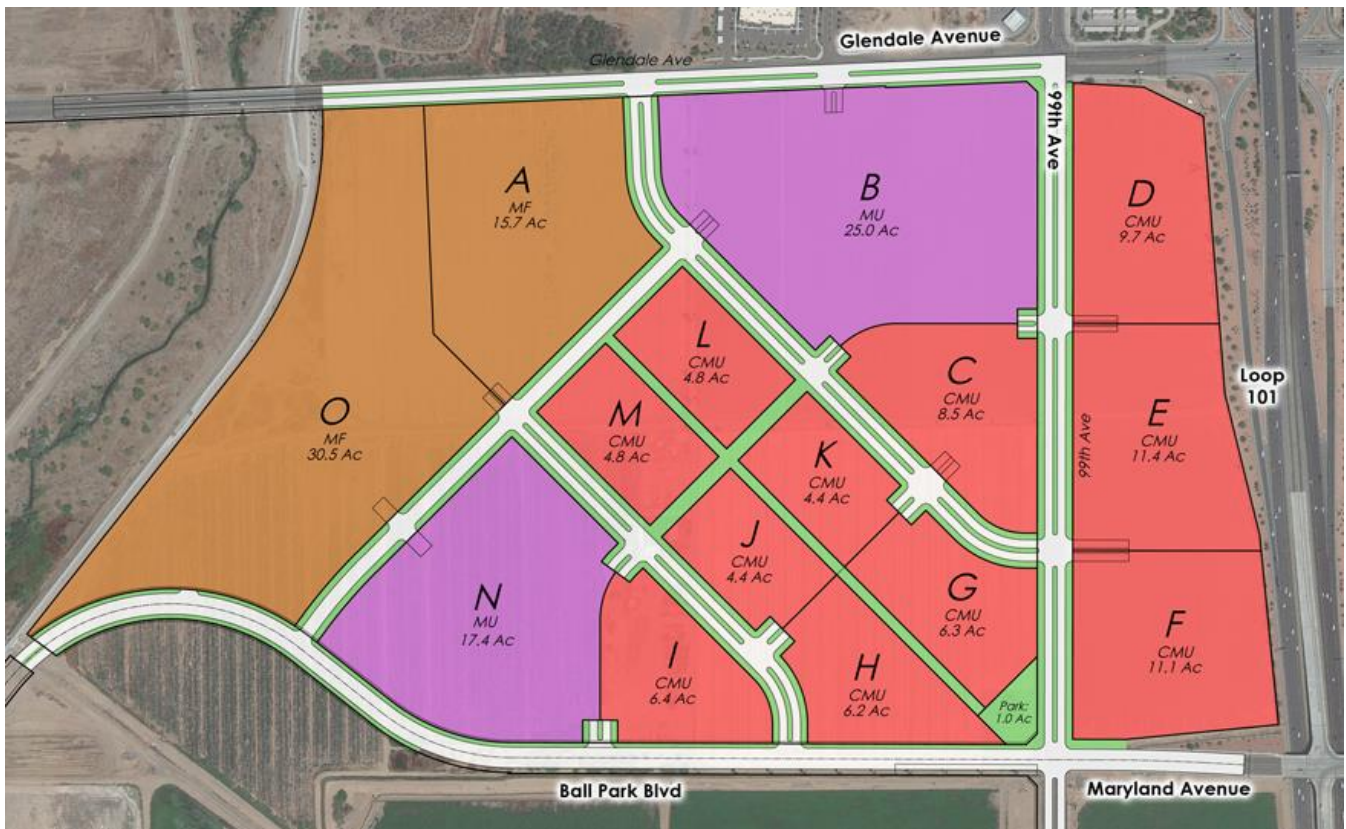 Glendale Avenue
Glendale Ave
99th Ave
A
MF
15.7 Ac
B
MU
25.0 Ac
D
CMU
9.7 Ac
L
CMU
4.8 Ac
C
CMU
8.5 Ac
Loop
101
O
MF
30.5 Ac
M
CMU
4.8 Ac
K
CMU
4.4 Ac
99th Ave
E
CMU
11.4 Ac
J
CMU
4.4 Ac
N
MU
17.4 Ac
G
CMU
6.3 Ac
F
CMU
11.1 Ac
I
CMU
6.4 Ac
H
CMU
6.2 Ac
Park:
1.0 Ac
Ball Park Blvd
Maryland Avenue